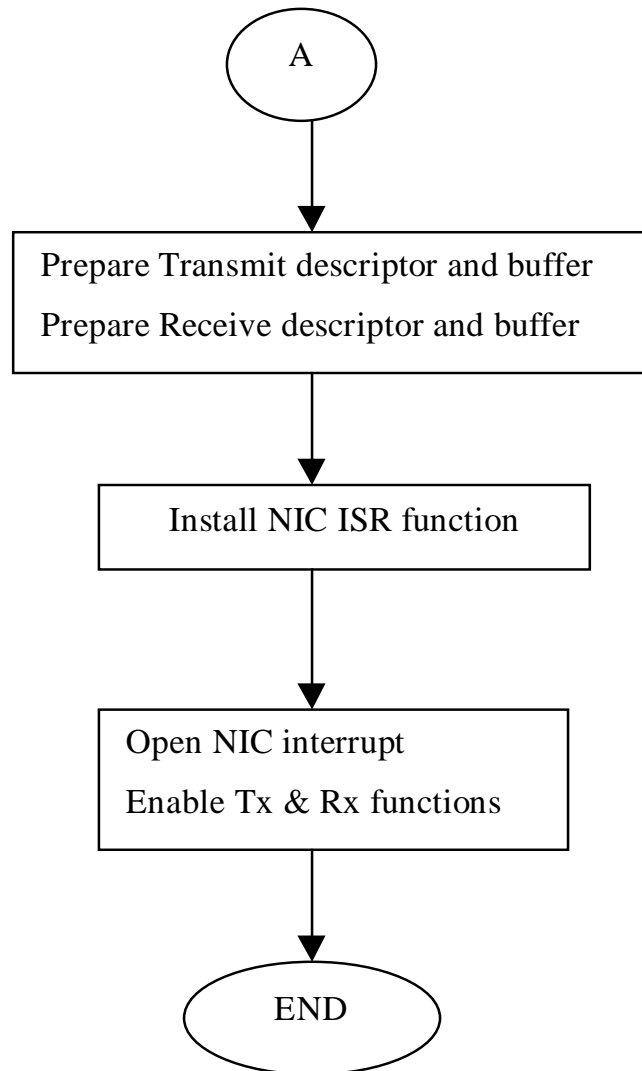 A
Prepare Transmit descriptor and buffer
Prepare Receive descriptor and buffer
Install NIC ISR function
Open NIC interrupt
Enable Tx & Rx functions
END